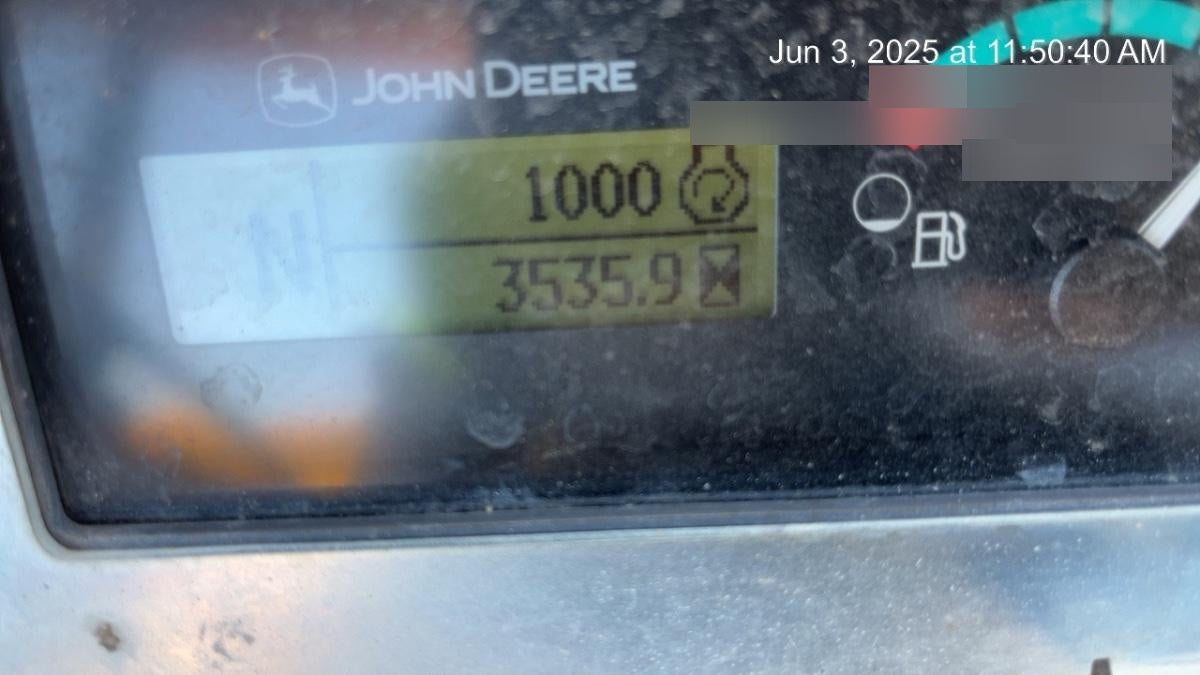 Jun 3, 2025 at 11:50:40 AM
JOHN DEERE
1000
N
3535.9